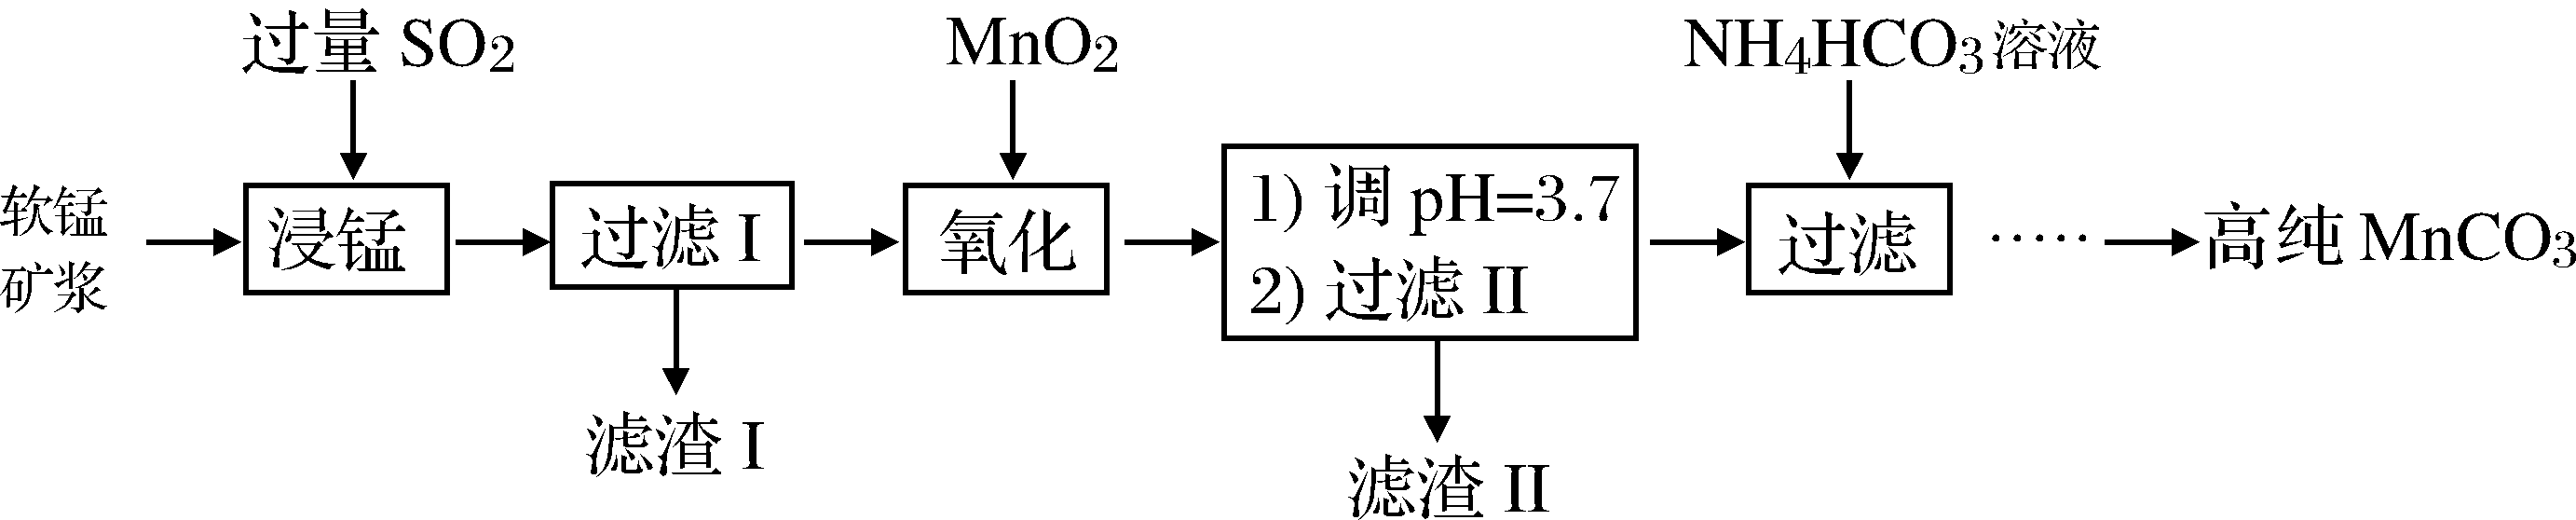 过量 SO2
MnO2
NH4HCO3溶液
软锰
矿浆
浸锰
过滤 I
氧化
1) 调 pH=3.7
2) 过滤 II
过滤
·····
高纯 MnCO3
滤渣 I
滤渣 II